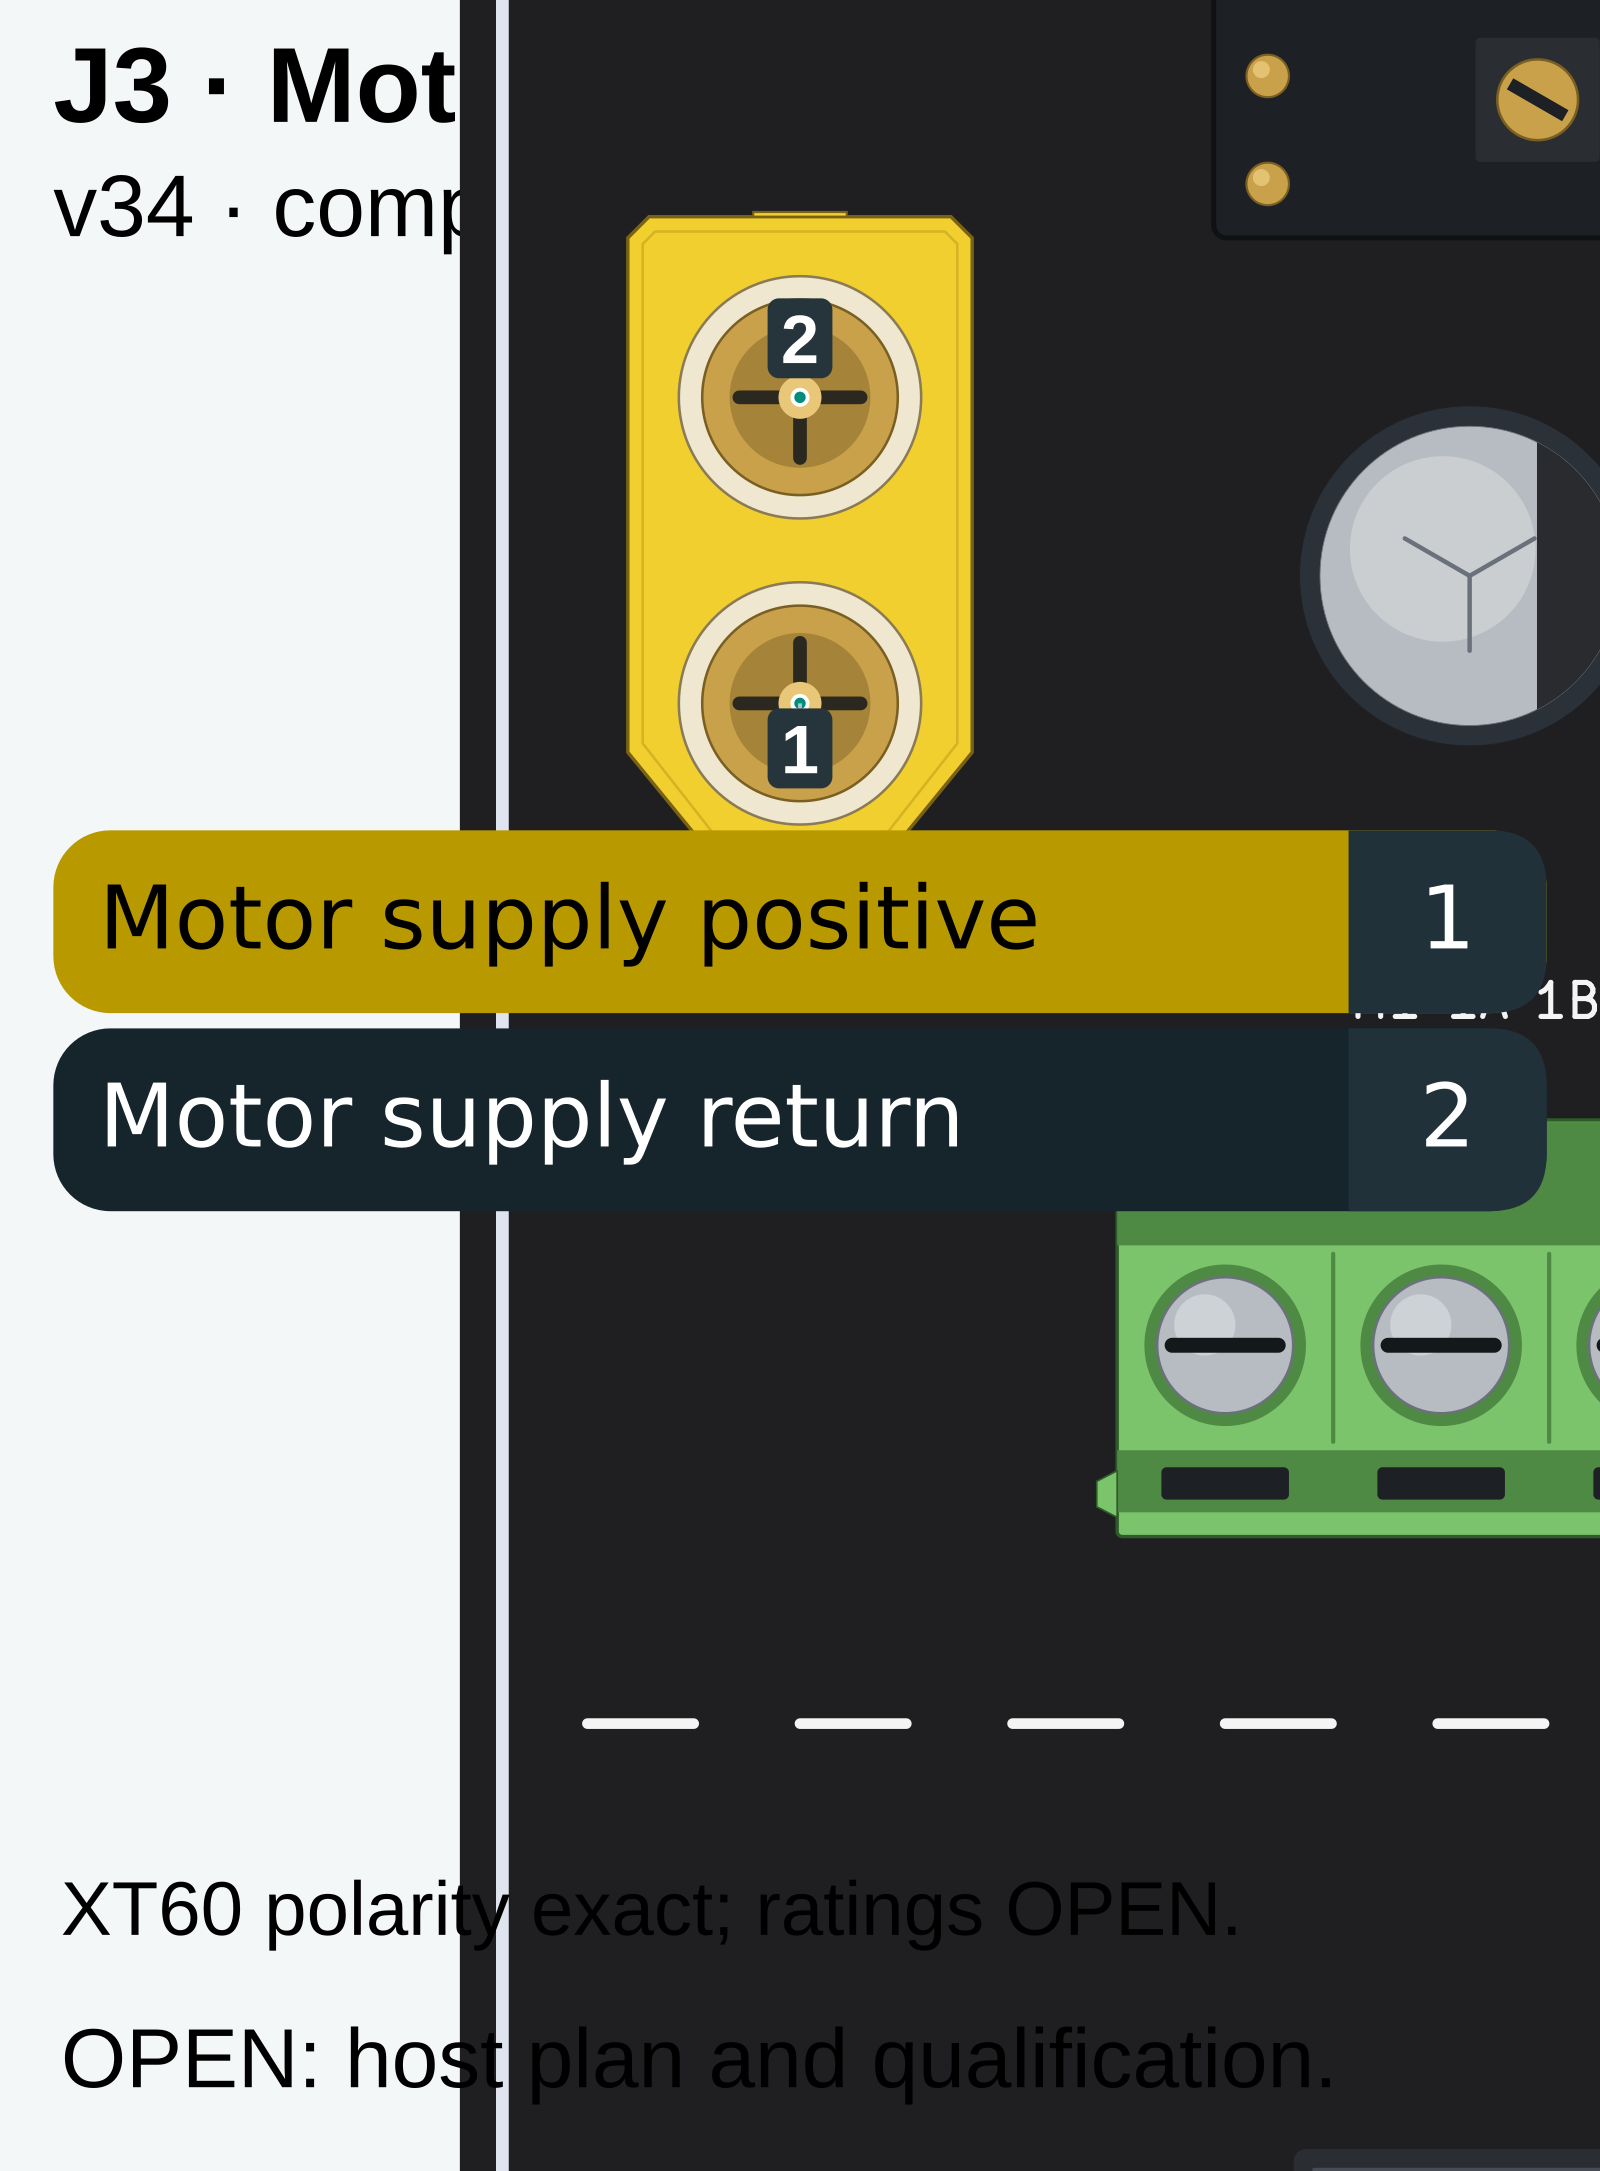 J3 · Mot
v34 · comp
2
1
Motor supply positive 1
1B
Motor supply return 2
XT60 polarity exact; ratings OPEN.
OPEN: host plan and qualification.